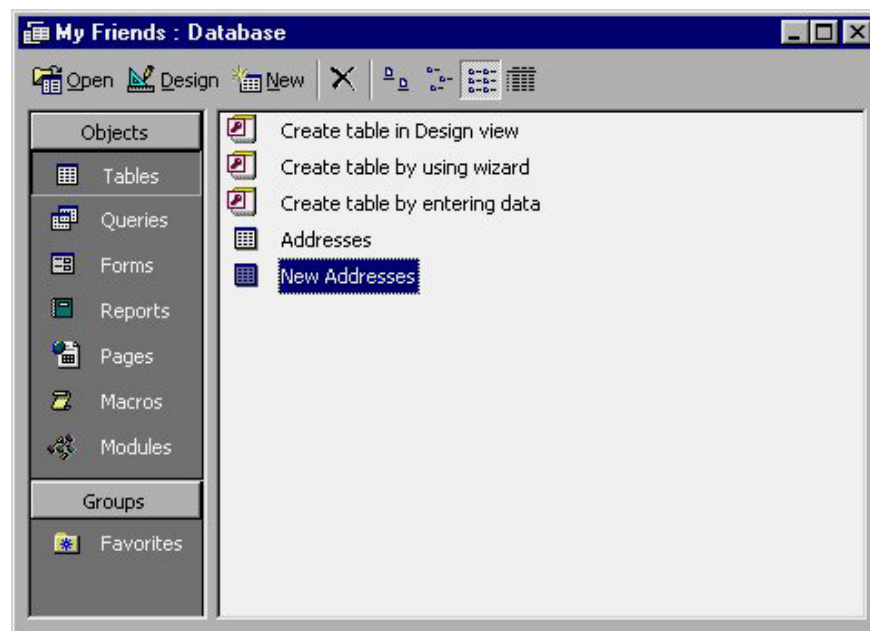 My Friends : Database
Open Design New
Objects
Tables
Queries
Forms
Reports
Pages
Macros
Modules
Groups
Favorites
Create table in Design view
Create table by using wizard
Create table by entering data
Addresses
New Addresses